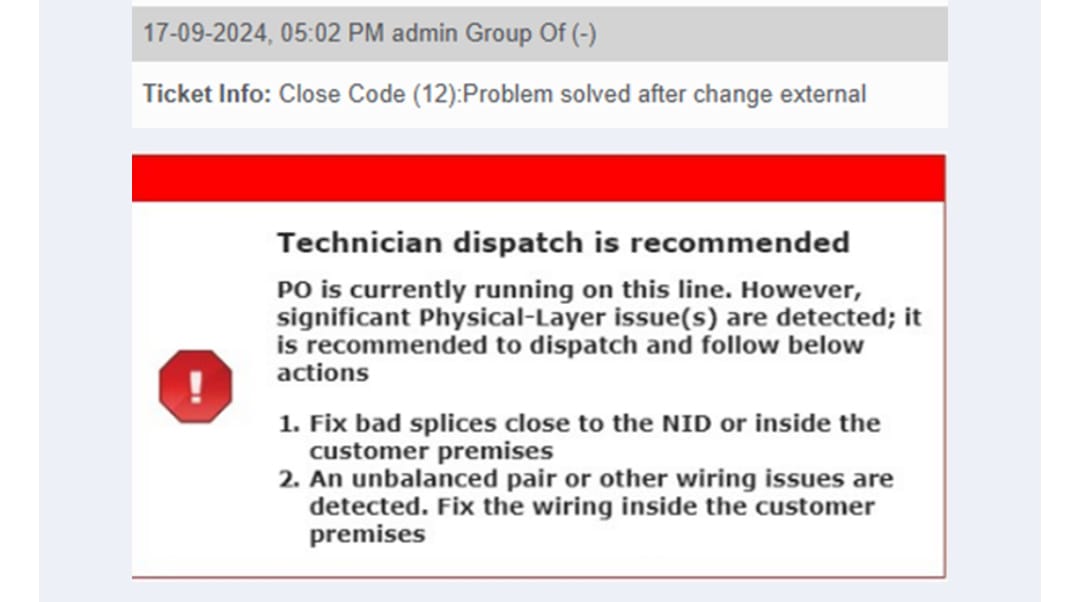 17-09-2024, 05:02 PM admin Group Of (-)
Ticket Info: Close Code (12):Problem solved after change external
Technician dispatch is recommended
PO is currently running on this line. However,
significant Physical-Layer issue(s) are detected; it
is recommended to dispatch and follow below
actions
1. Fix bad splices close to the NID or inside the
customer premises
2. An unbalanced pair or other wiring issues are
detected. Fix the wiring inside the customer
premises